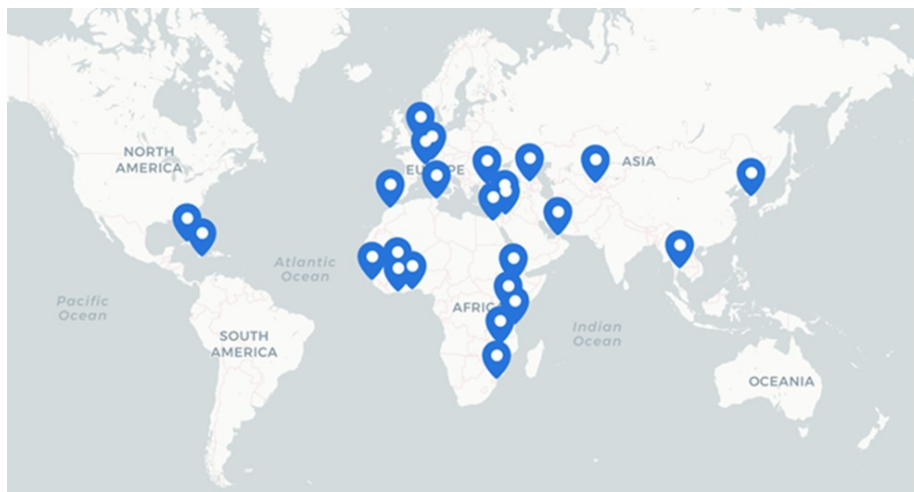 NORTH
AMERICA
ASIA
Atlantic
Ocean
Pacific
Ocean
SOUTH
AMERICA
Indian
Ocean
OCEANIA